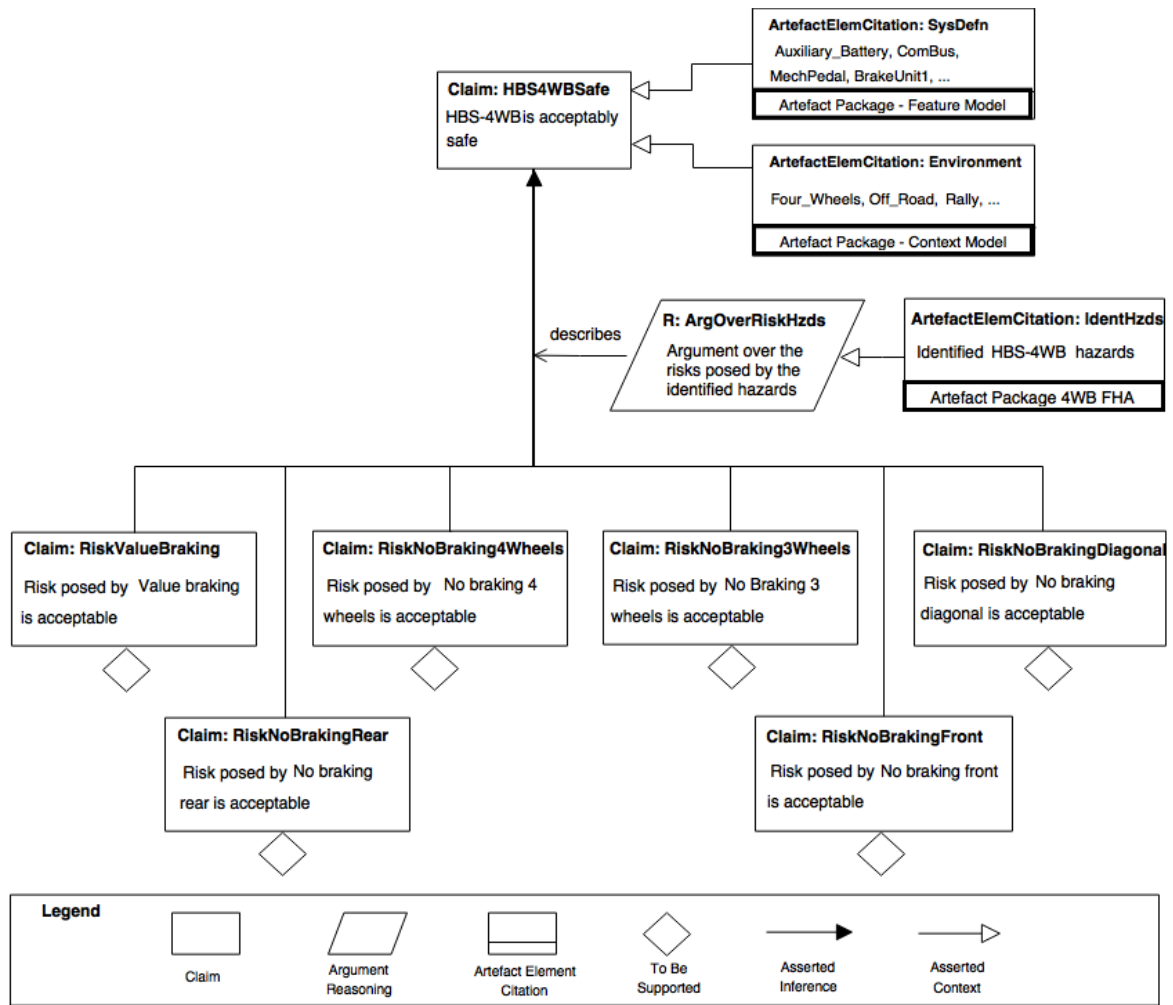 ArtefactElemCitation: SysDefn
Auxiliary_Battery, ComBus,
MechPedal, BrakeUnit1, ...
Artefact Package - Feature Model
Claim: HBS4WBSafe
HBS-4WB is acceptably
safe
ArtefactElemCitation: Environment
Four_Wheels, Off_Road, Rally, ...
Artefact Package - Context Model
describes
R: ArgOverRiskHzds
Argument over the
risks posed by the
identified hazards
ArtefactElemCitation: IdentHzds
Identified HBS-4WB hazards
Artefact Package 4WB FHA
Claim: RiskValueBraking
Risk posed by Value braking
is acceptable
Claim: RiskNoBraking4Wheels
Risk posed by No braking 4
wheels is acceptable
Claim: RiskNoBraking3Wheels
Risk posed by No Braking 3
wheels is acceptable
Claim: RiskNoBrakingDiagonal
Risk posed by No braking
diagonal is acceptable
Claim: RiskNoBrakingRear
Risk posed by No braking
rear is acceptable
Claim: RiskNoBrakingFront
Risk posed by No braking front
is acceptable
Legend
Claim
Argument
Reasoning
Artefact Element
Citation
To Be
Supported
Asserted
Inference
Asserted
Context